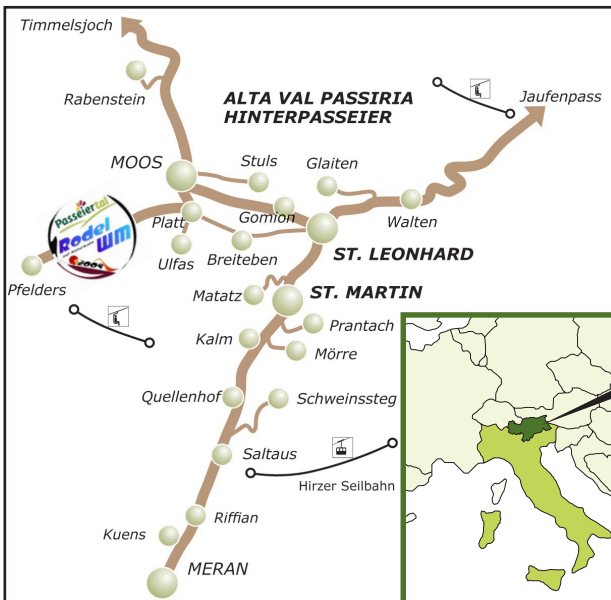 Timmelsjoch
Rabenstein
ALTA VAL PASSIRIA
HINTERPASSEIER
Jaufenpass
MOOS
Stuls
Glaiten
Passeiertal
Rodel
WM
2004
Platt
Gomion
Walten
Ulfas
Breiteben
ST. LEONHARD
Pfelders
Matatz
ST. MARTIN
Kalm
Prantach
Mörre
Quellenhof
Schweinssteg
Saltaus
Hirzer Seilbahn
Kuens
Riffian
MERAN